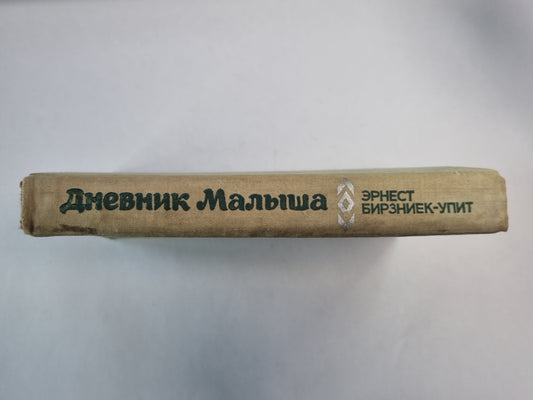 Дневник Малыша
ЭРНЕСТ
БИРЗНИЕК-УПИТ